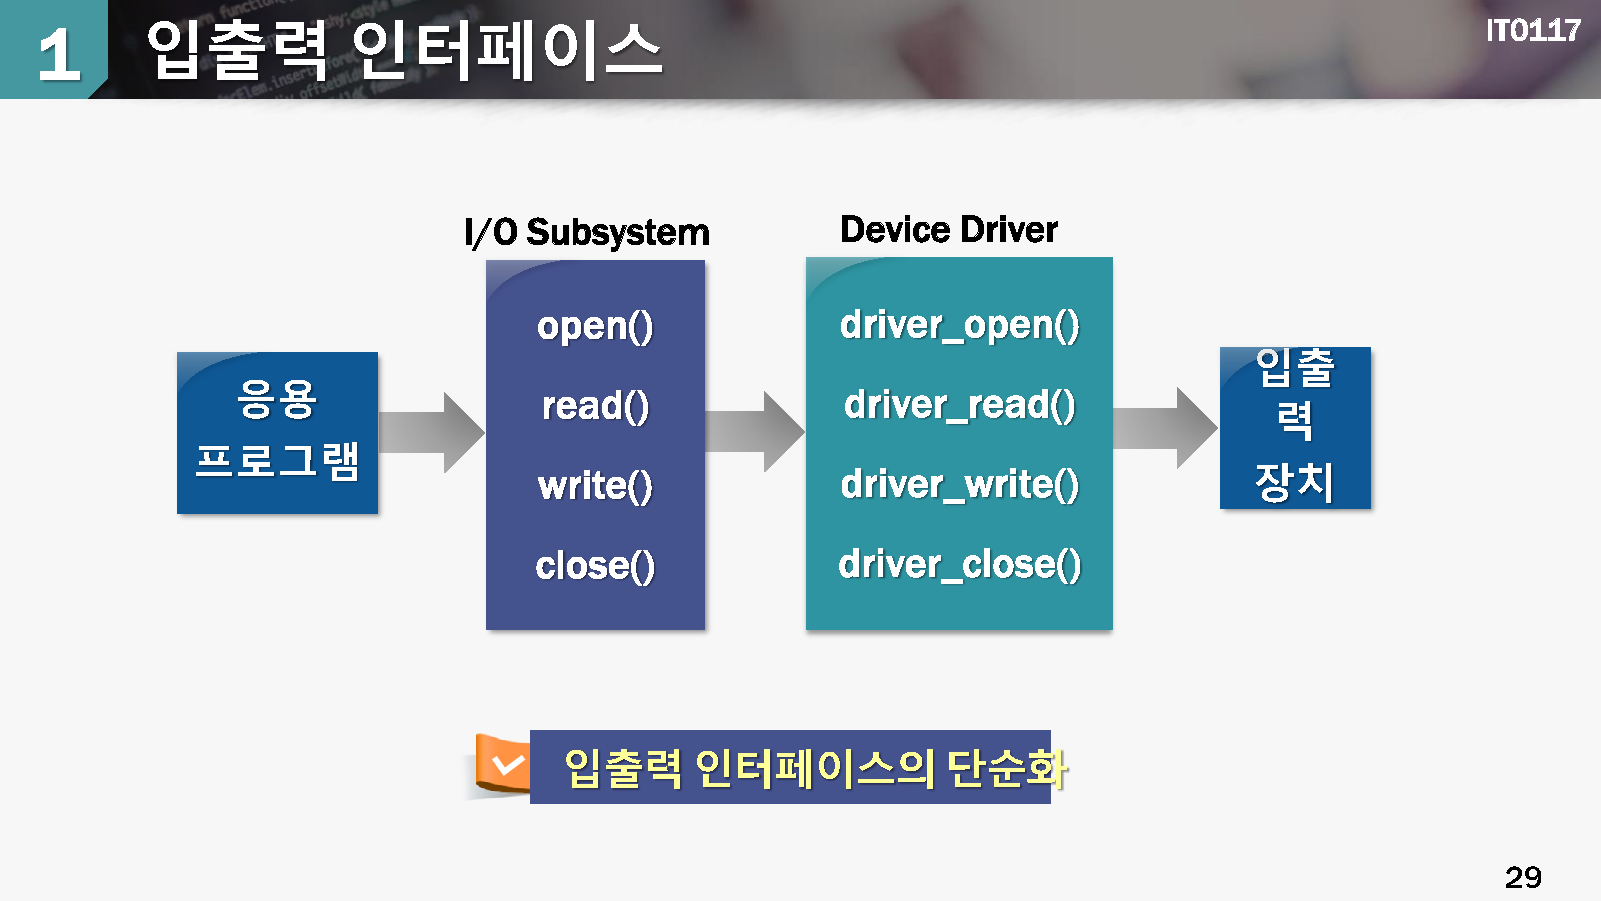 1
입출력 인터페이스
IT0117
I/O Subsystem
Device Driver
응용
프로그램
open()
read()
write()
close()
driver_open()
driver_read()
driver_write()
driver_close()
입출
력
장치
입출력 인터페이스의 단순화
29